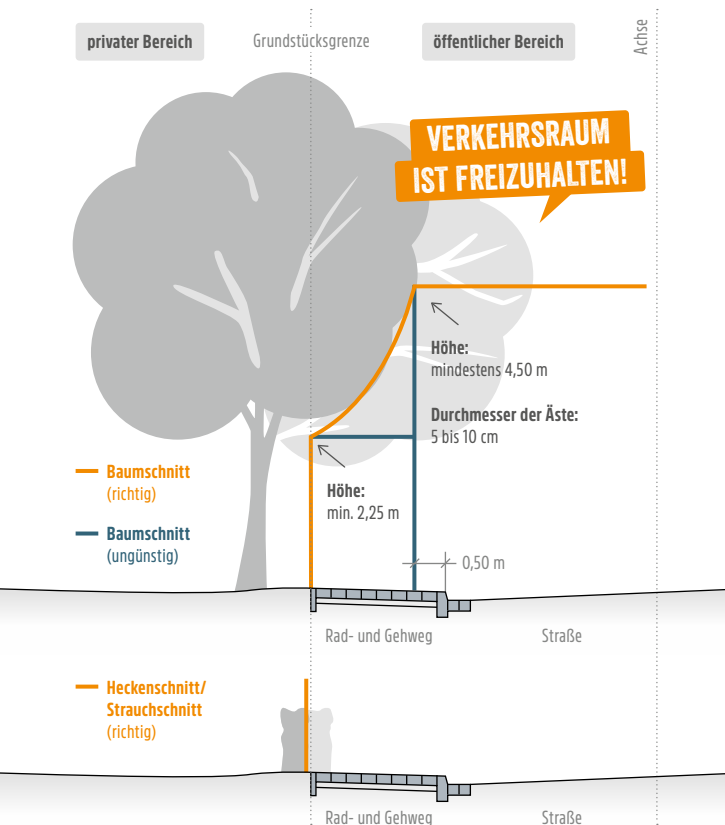 privater Bereich
Grundstücksgrenze
öffentlicher Bereich
Achse
VERKEHRSRAUM
IST FREIZUHALTEN!
Höhe:
mindestens 4,50 m
Durchmesser der Äste:
5 bis 10 cm
Baumschnitt
(richtig)
Höhe:
min. 2,25 m
Baumschnitt
(ungünstig)
0,50 m
Rad- und Gehweg
Straße
Heckenschnitt/
Strauchschnitt
(richtig)
Rad- und Gehweg
Straße